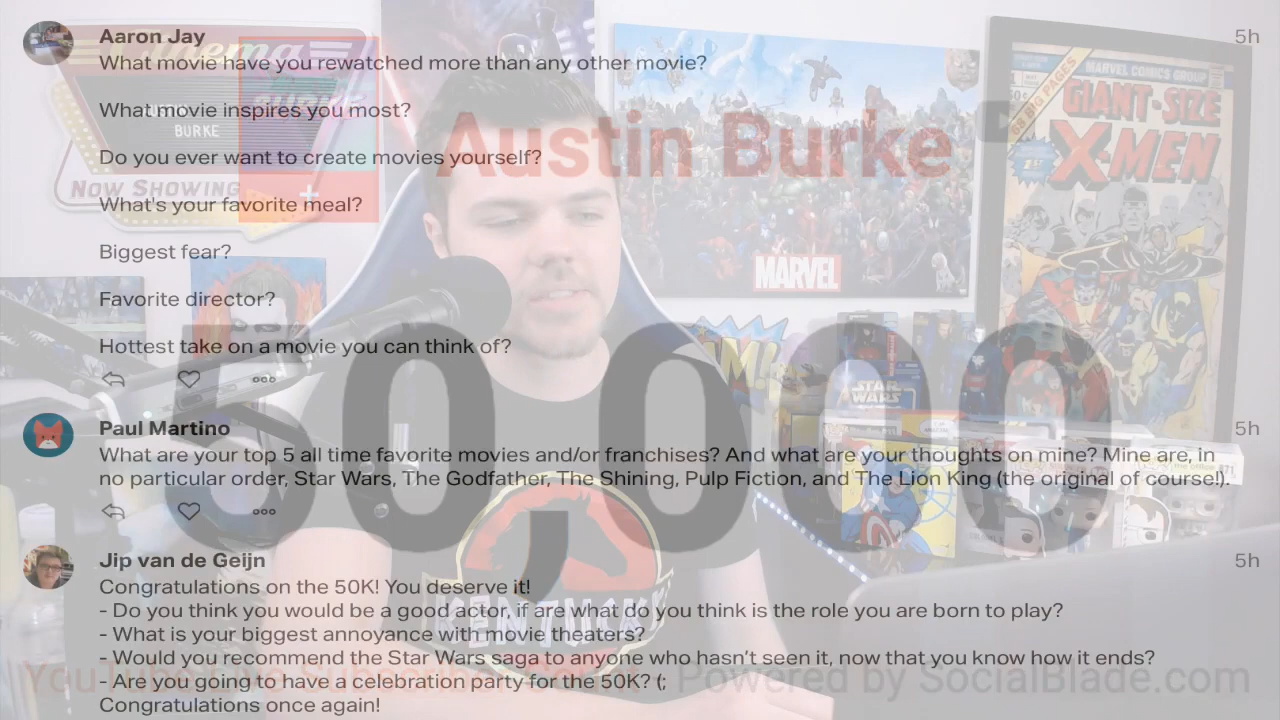 Aaron Jay
5h
What movie have you rewatched more than any other movie?
What movie inspires you most?
Do you ever want to create movies yourself?
What's your favorite meal?
Biggest fear?
Favorite director?
Hottest take on a movie you can think of?
Paul Martino
5h
What are your top 5 all time favorite movies and/or franchises? And what are your thoughts on mine? Mine are, in
no particular order, Star Wars, The Godfather, The Shining, Pulp Fiction, and The Lion King (the original of course!).
Jip van de Geijn
5h
Congratulations on the 50K! You deserve it!
- Do you think you would be a good actor, if are what do you think is the role you are born to play?
- What is your biggest annoyance with movie theaters?
- Would you recommend the Star Wars saga to anyone who hasn't seen it, now that you know how it ends?
- Are you going to have a celebration party for the 50K? (;
Congratulations once again!
Austin Burke
50,000
Powered by SocialBlade.com
Cinema
BURKE
NOW SHOWING
MARVEL
MARVEL COMICS GROUP
68 BIG PAGES
GIANT-SIZE
X-MEN
STAR
WARS
KENTUCKY